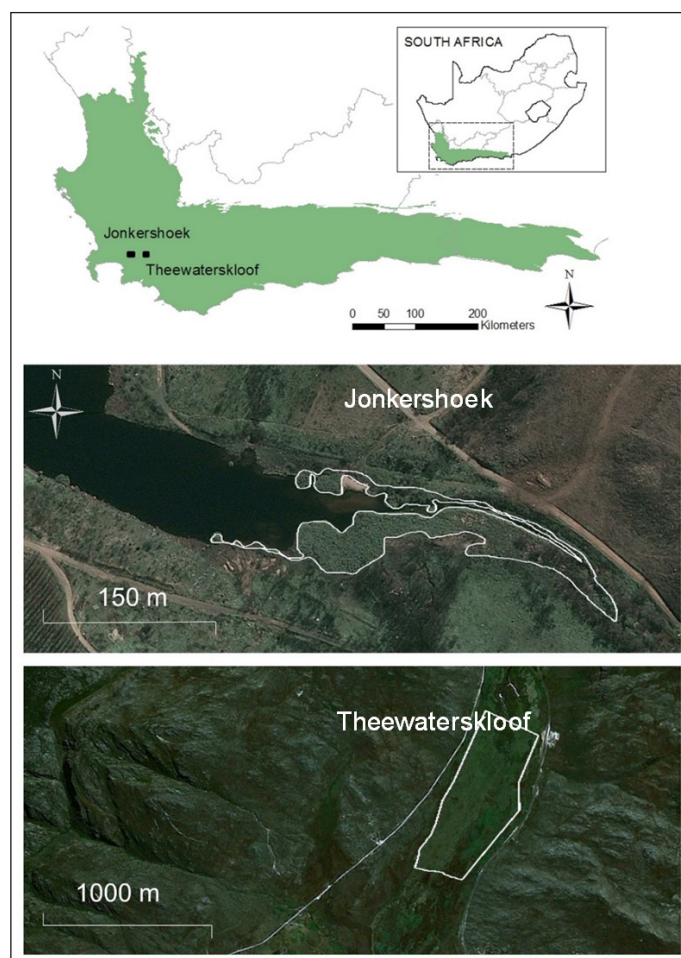 SOUTH AFRICA
Jonkershoek
Theewaterskloof
N
0 50 100 200
Kilometers
N
Jonkershoek
150 m
Theewaterskloof
1000 m